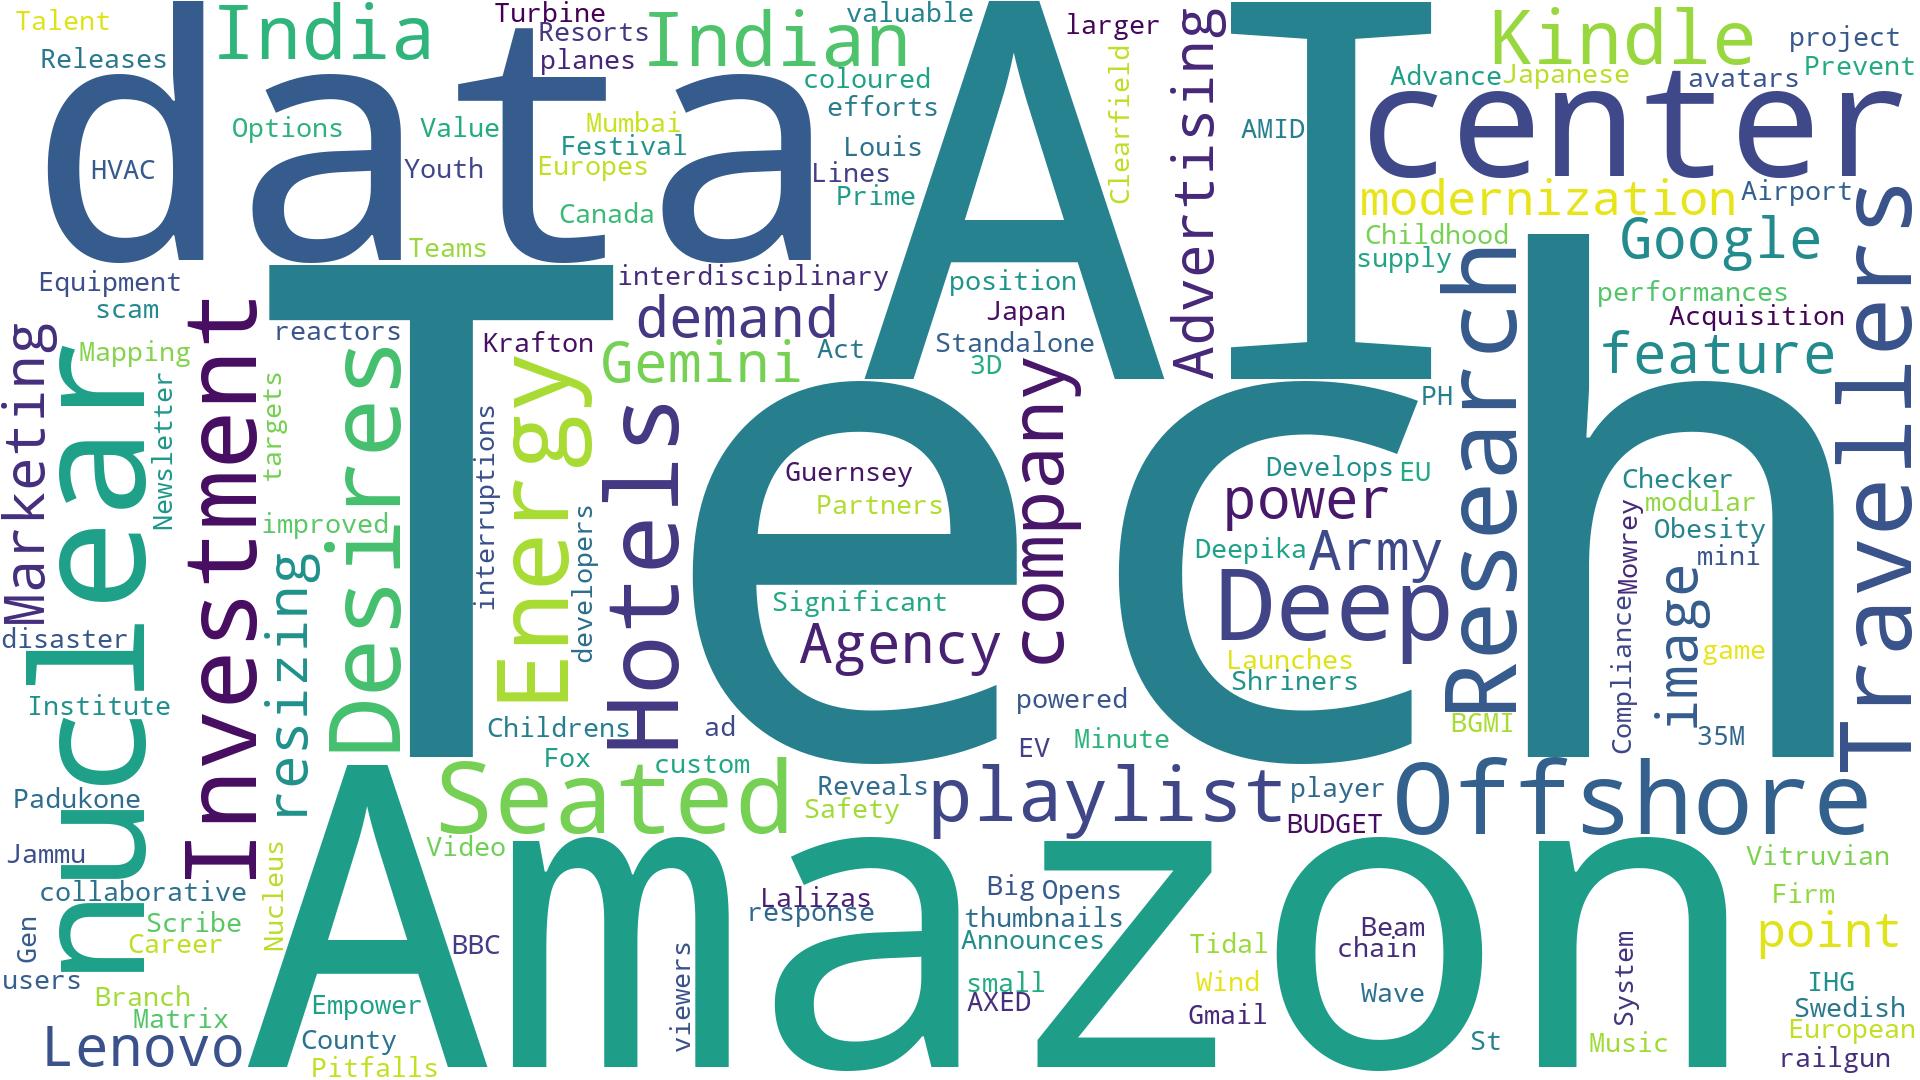 Talent
Releases
India
Turbine
Resorts
planes
Indian
valuable
larger
Kindle
project
Prevent
data
AI
coloured
efforts
Clearfield
Advertising
AMID
Advance
Japanese
avatars
center
Options
Value
Mumbai
Festival
Europes
Louis
Lines
Prime
HVAC
Youth
Canada
Teams
modernization
Airport
Childhood
supply
Google
Travellers
Equipment
scam
interdisciplinary
position
demand
Japan
Standalone
3D
performances
Acquisition
feature
Marketing
nuclear
Mapping
Newsletter
Investment
targets
reactors
Desires
Krafton
Gemini
Act
Tech
company
PH
Research
interruptions
Energy
developers
Hotels
Guernsey
Partners
Develops
EU
power
Checker
modular
Obesity
mini
Mowrey
Compliance
improved
resizing
Deepika
Army
Deep
image
game
Significant
Agency
Launches
Shriners
disaster
Institute
powered
BGMI
35M
Childrens
ad
EV
Minute
Fox
custom
Seated
Reveals
Safety
playlist
player
BUDGET
Offshore
Padukone
Jammu
Video
Amazon
Vitruvian
Firm
point
collaborative
Scribe
Career
Nucleus
Gen
users
BBC
Lalizas
response
Big
Opens
thumbnails
Announces
Tidal
Beam
chain
Branch
Matrix
Empower
County
Pitfalls
viewers
small
AXED
Wind
Gmail
Wave
System
St
Music
IHG
Swedish
European
railgun
Lenovo